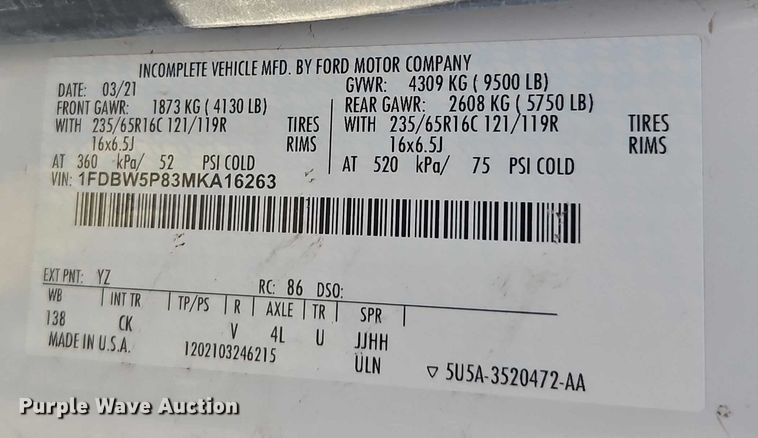 INCOMPLETE VEHICLE MFD. BY FORD MOTOR COMPANY
DATE: 03/21 GVWR: 4309 KG ( 9500 LB)
FRONT GAWR: 1873 KG ( 4130 LB) REAR GAWR: 2608 KG ( 5750 LB)
WITH 235/65R16C 121/119R TIRES WITH 235/65R16C 121/119R TIRES
16x6.5J RIMS 16x6.5J RIMS
AT 360 kPa/ 52 PSI COLD AT 520 kPa/ 75 PSI COLD
VIN: 1FDBW5P83MKA16263
EXT PNT: YZ RC: 86 DSO:
WB INT TR TP/PS R AXLE TR SPR
138 CK V 4L U JJHH
MADE IN U.S.A. 1202103246215 ULN ▽ 5U5A-3520472-AA
Purple Wave Auction